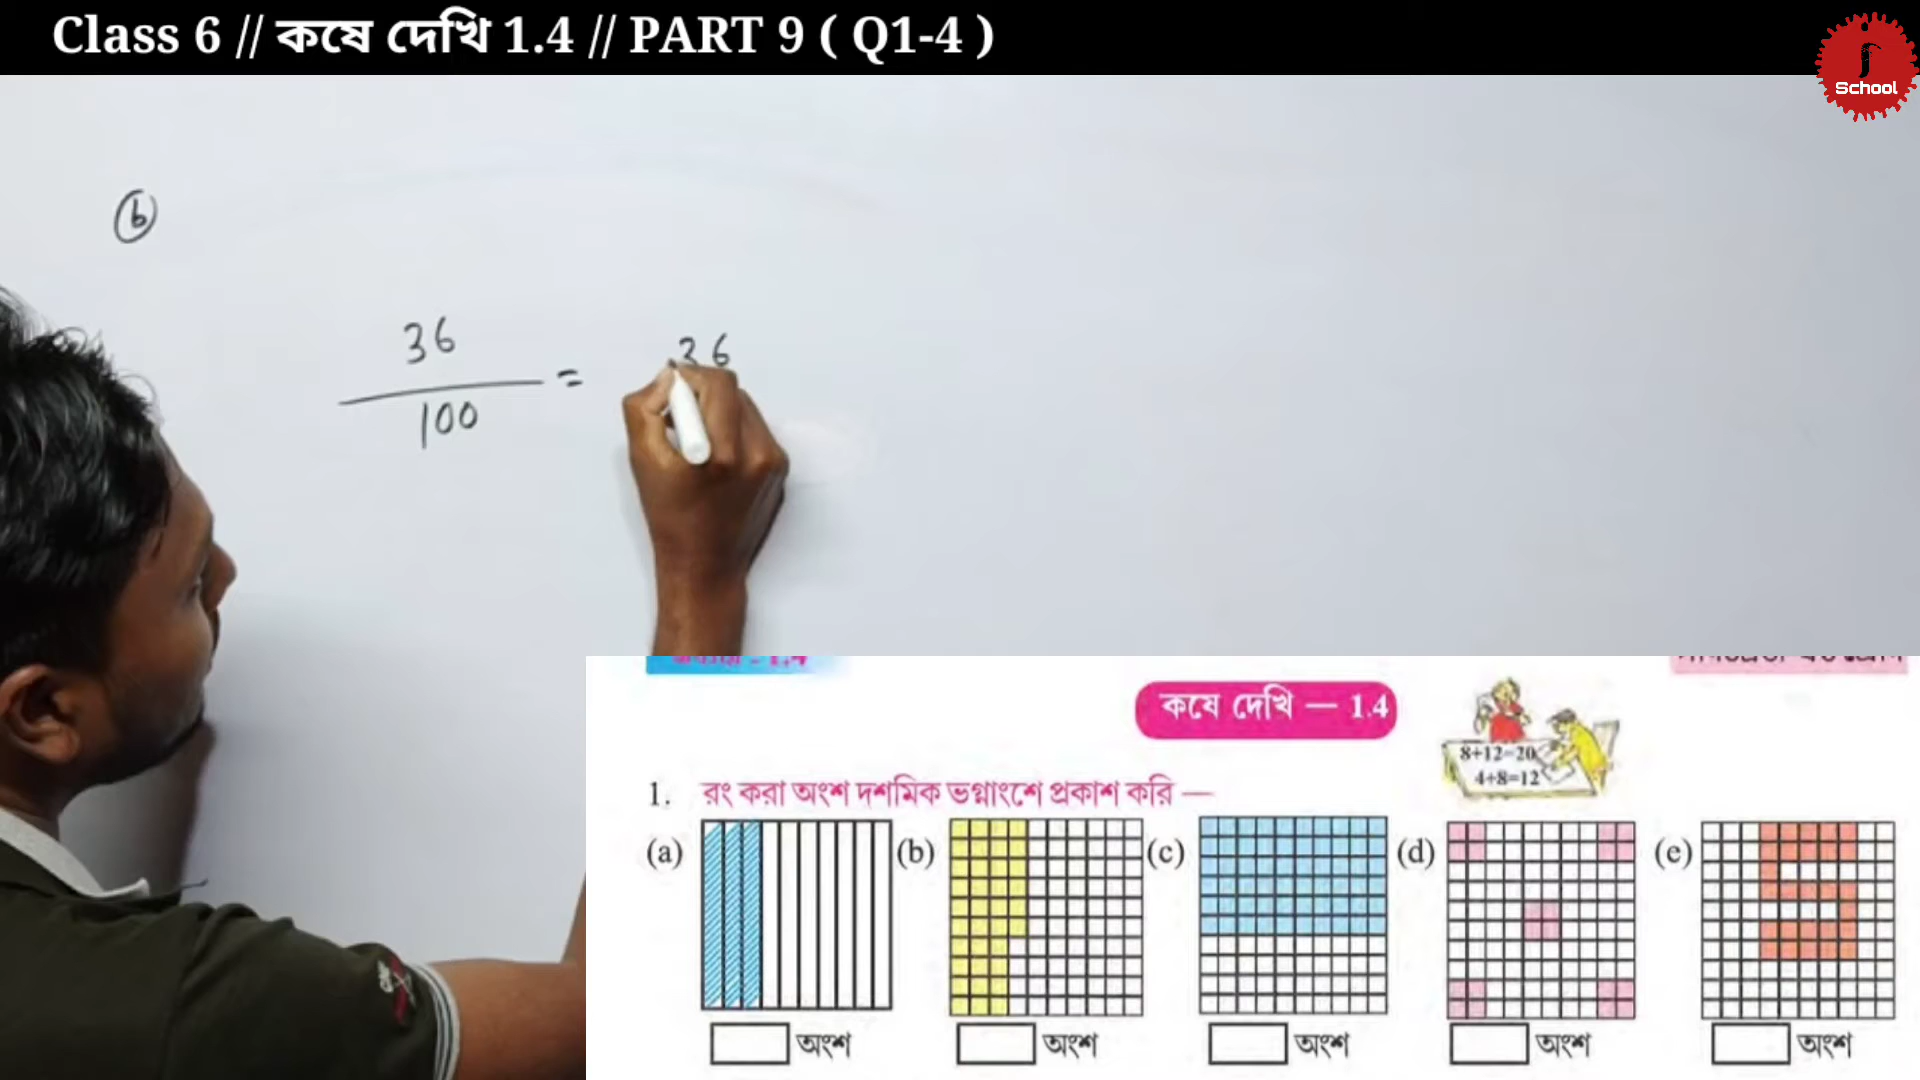 Class 6 // কষে দেখি 1.4 // PART 9 ( Q1-4 )
School
b
36
100
=
36
কষে দেখি — 1.4
8+12=20
4+8=12
1. রং করা অংশ দশমিক ভগ্নাংশে প্রকাশ করি —
(a) (b) (c) (d) (e)
অংশ অংশ অংশ অংশ অংশ